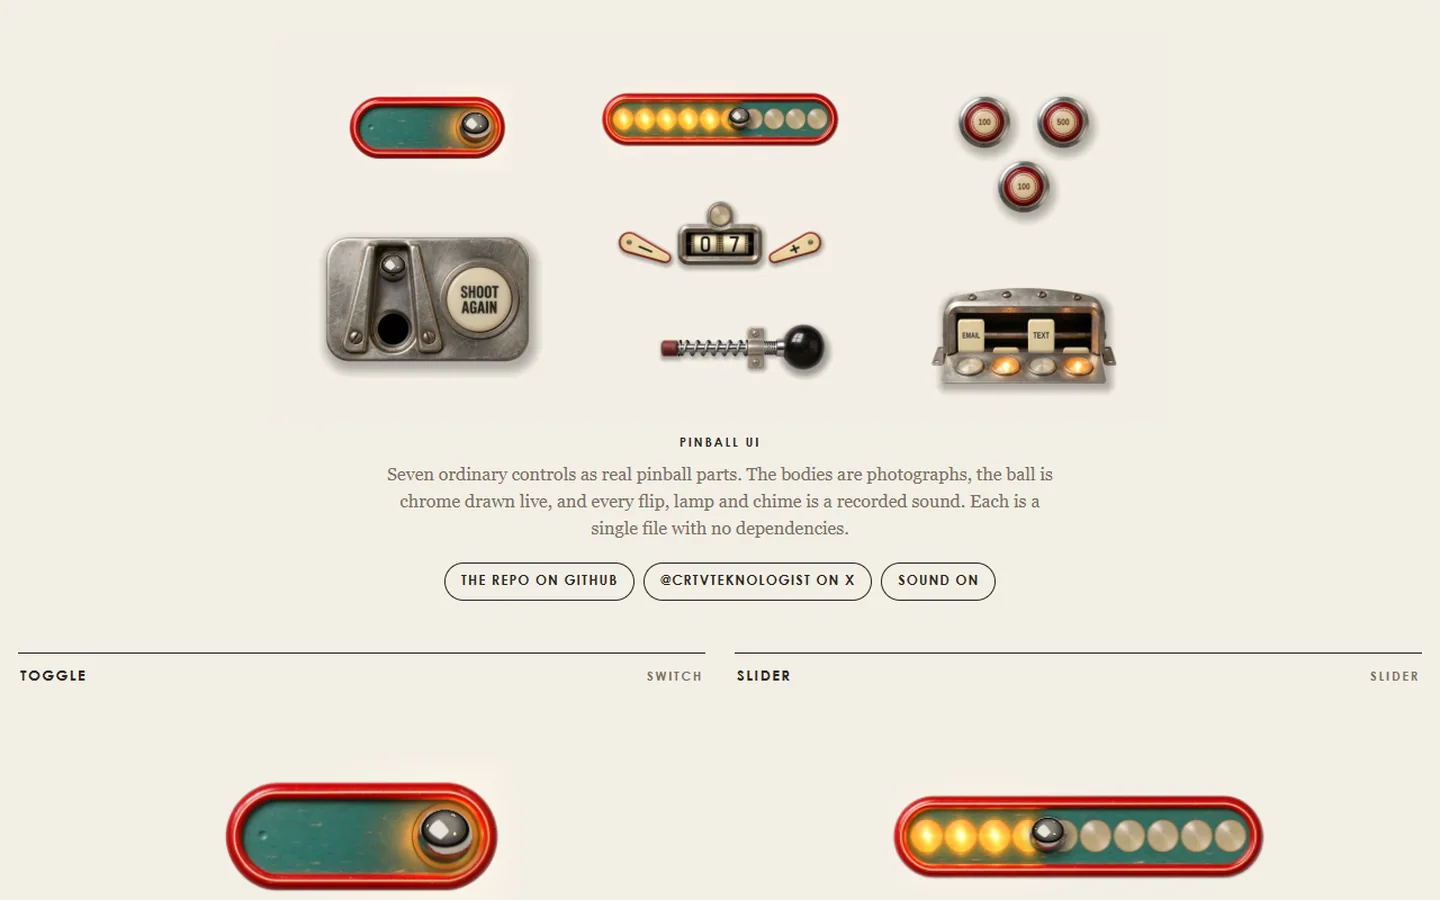 100
500
100
0 7
SHOOT
AGAIN
EMAIL
TEXT
PINBALL UI
Seven ordinary controls as real pinball parts. The bodies are photographs, the ball is
chrome drawn live, and every flip, lamp and chime is a recorded sound. Each is a
single file with no dependencies.
THE REPO ON GITHUB
@CRTVTEKNOLOGIST ON X
SOUND ON
TOGGLE
SWITCH
SLIDER
SLIDER